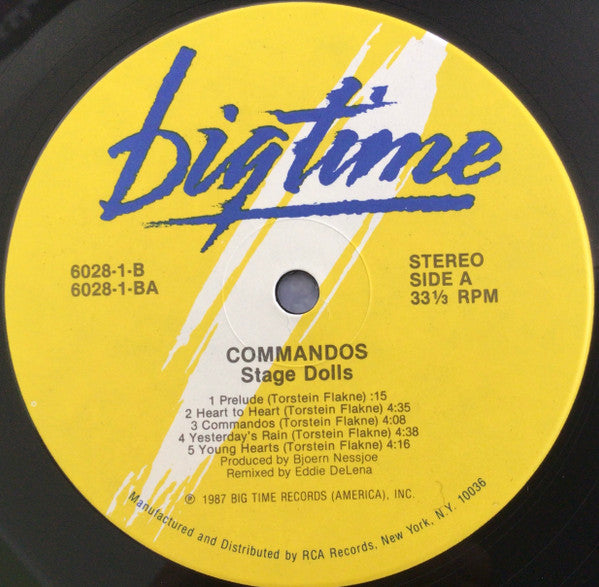 bigtime
6028-1-B
6028-1-BA
STEREO
SIDE A
33⅓ RPM
COMMANDOS
Stage Dolls
1 Prelude (Torstein Flakne) :15
2 Heart to Heart (Torstein Flakne) 4:35
3 Commandos (Torstein Flakne) 4:08
4 Yesterday's Rain (Torstein Flakne) 4:38
5 Young Hearts (Torstein Flakne) 4:16
Produced by Bjoern Nessjoe
Remixed by Eddie DeLena
℗ 1987 BIG TIME RECORDS (AMERICA), INC.
Manufactured and Distributed by RCA Records, New York, N.Y. 10036